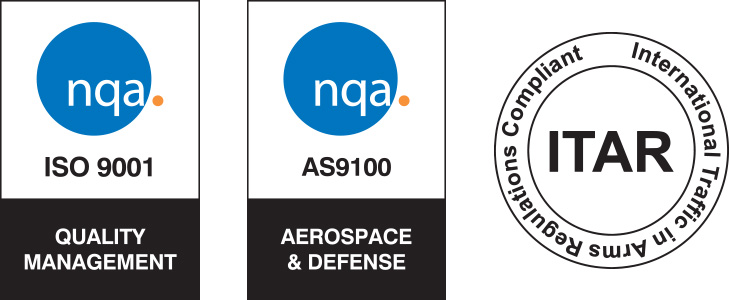 nqa.
ISO 9001
QUALITY
MANAGEMENT
nqa.
AS9100
AEROSPACE
& DEFENSE
International Traffic in Arms Regulations Compliant
ITAR